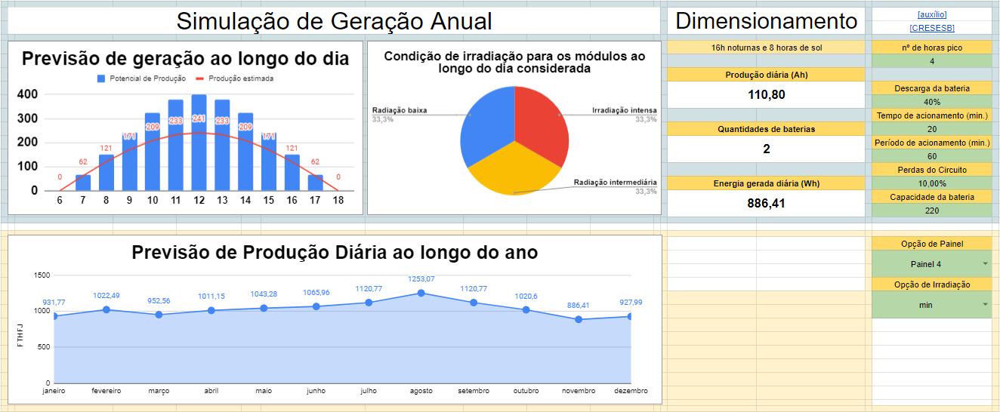 Simulação de Geração Anual
Dimensionamento
[auxílio]
[CRESESB]
Previsão de geração ao longo do dia
Potencial de Produção
Produção estimada
400
300
200
100
0
0
62
121
171
209
233
241
233
209
171
121
62
0
6
7
8
9
10
11
12
13
14
15
16
17
18
Condição de irradiação para os módulos ao
longo do dia considerada
Radiação baixa
33,3%
Irradiação intensa
33,3%
Radiação intermediária
33,3%
16h noturnas e 8 horas de sol
Produção diária (Ah)
110,80
Quantidades de baterias
2
Energia gerada diária (Wh)
886,41
nº de horas pico
4
Descarga da bateria
40%
Tempo de acionamento (min.)
20
Período de acionamento (min.)
60
Perdas do Circuito
10,00%
Capacidade da bateria
220
Previsão de Produção Diária ao longo do ano
FTHFJ
1500
1000
500
0
931,77
1022,49
952,56
1011,15
1043,28
1065,96
1120,77
1253,07
1120,77
1020,6
886,41
927,99
janeiro
fevereiro
março
abril
maio
junho
julho
agosto
setembro
outubro
novembro
dezembro
Opção de Painel
Painel 4
Opção de Irradiação
min